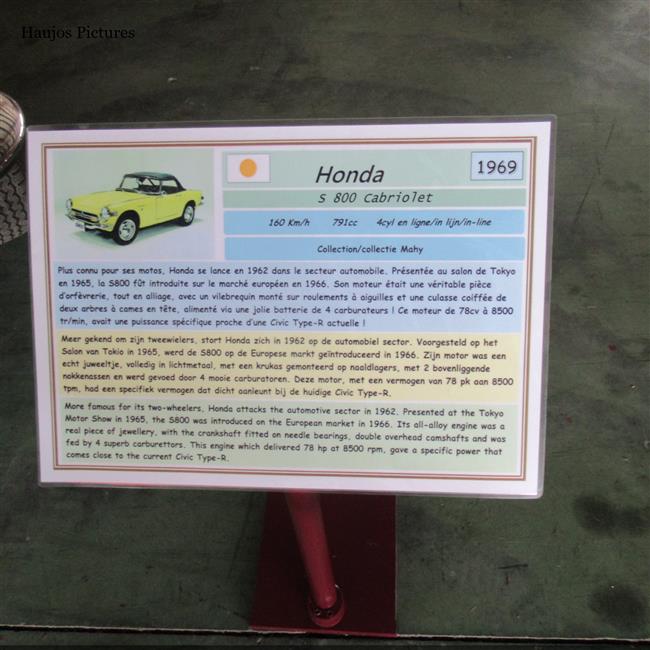 Haujos Pictures
Honda
1969
S 800 Cabriolet
160 Km/h 791cc 4cyl en ligne/in lijn/in-line
Collection/collectie Mahy
Plus connu pour ses motos, Honda se lance en 1962 dans le secteur automobile. Présentée au salon de Tokyo
en 1965, la S800 fût introduite sur le marché européen en 1966. Son moteur était une véritable pièce
d'orfèvrerie, tout en alliage, avec un vilebrequin monté sur roulements à aiguilles et une culasse coiffée de
deux arbres à cames en tête, alimenté via une jolie batterie de 4 carburateurs ! Ce moteur de 78cv à 8500
tr/min, avait une puissance spécifique proche d'une Civic Type-R actuelle !
Meer gekend om zijn tweewielers, stort Honda zich in 1962 op de automobiel sector. Voorgesteld op het
Salon van Tokio in 1965, werd de S800 op de Europese markt geïntroduceerd in 1966. Zijn motor was een
echt juweeltje, volledig in lichtmetaal, met een krukas gemonteerd op naaldlagers, met 2 bovenliggende
nokkenassen en werd gevoed door 4 mooie carburatoren. Deze motor, met een vermogen van 78 pk aan 8500
tpm, had een specifiek vermogen dat dicht aanleunt bij de huidige Civic Type-R.
More famous for its two-wheelers, Honda attacks the automotive sector in 1962. Presented at the Tokyo
Motor Show in 1965, the S800 was introduced on the European market in 1966. Its all-alloy engine was a
real piece of jewellery, with the crankshaft fitted on needle bearings, double overhead camshafts and was
fed by 4 superb carburettors. This engine which delivered 78 hp at 8500 rpm, gave a specific power that
comes close to the current Civic Type-R.